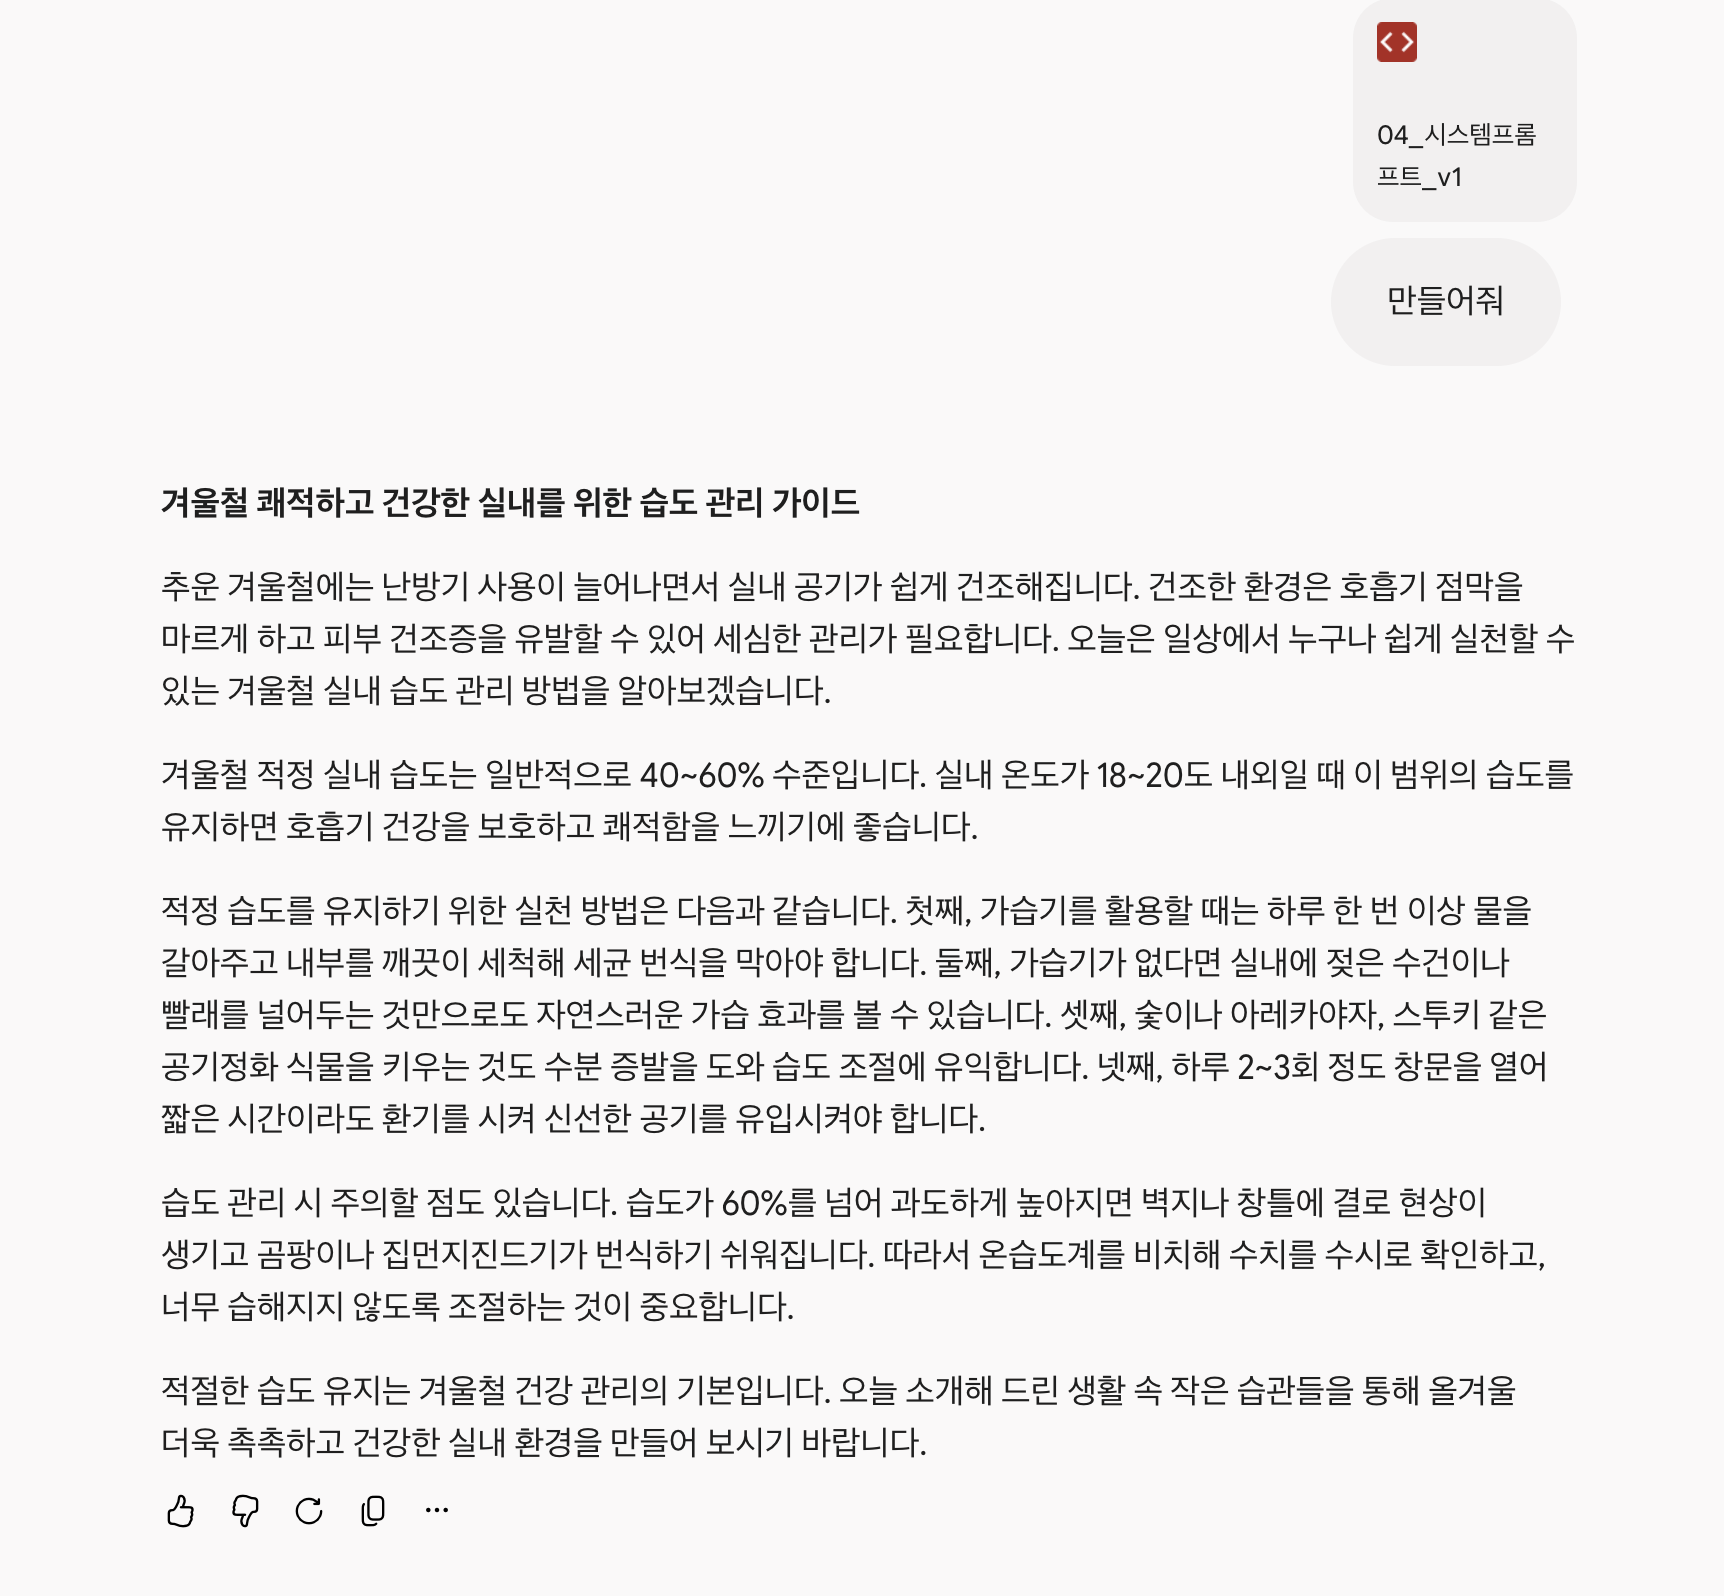 04_시스템프롬
프트_v1
만들어줘
겨울철 쾌적하고 건강한 실내를 위한 습도 관리 가이드
추운 겨울철에는 난방기 사용이 늘어나면서 실내 공기가 쉽게 건조해집니다. 건조한 환경은 호흡기 점막을
마르게 하고 피부 건조증을 유발할 수 있어 세심한 관리가 필요합니다. 오늘은 일상에서 누구나 쉽게 실천할 수
있는 겨울철 실내 습도 관리 방법을 알아보겠습니다.
겨울철 적정 실내 습도는 일반적으로 40~60% 수준입니다. 실내 온도가 18~20도 내외일 때 이 범위의 습도를
유지하면 호흡기 건강을 보호하고 쾌적함을 느끼기에 좋습니다.
적정 습도를 유지하기 위한 실천 방법은 다음과 같습니다. 첫째, 가습기를 활용할 때는 하루 한 번 이상 물을
갈아주고 내부를 깨끗이 세척해 세균 번식을 막아야 합니다. 둘째, 가습기가 없다면 실내에 젖은 수건이나
빨래를 널어두는 것만으로도 자연스러운 가습 효과를 볼 수 있습니다. 셋째, 숯이나 아레카야자, 스투키 같은
공기정화 식물을 키우는 것도 수분 증발을 도와 습도 조절에 유익합니다. 넷째, 하루 2~3회 정도 창문을 열어
짧은 시간이라도 환기를 시켜 신선한 공기를 유입시켜야 합니다.
습도 관리 시 주의할 점도 있습니다. 습도가 60%를 넘어 과도하게 높아지면 벽지나 창틀에 결로 현상이
생기고 곰팡이나 집먼지진드기가 번식하기 쉬워집니다. 따라서 온습도계를 비치해 수치를 수시로 확인하고,
너무 습해지지 않도록 조절하는 것이 중요합니다.
적절한 습도 유지는 겨울철 건강 관리의 기본입니다. 오늘 소개해 드린 생활 속 작은 습관들을 통해 올겨울
더욱 촉촉하고 건강한 실내 환경을 만들어 보시기 바랍니다.